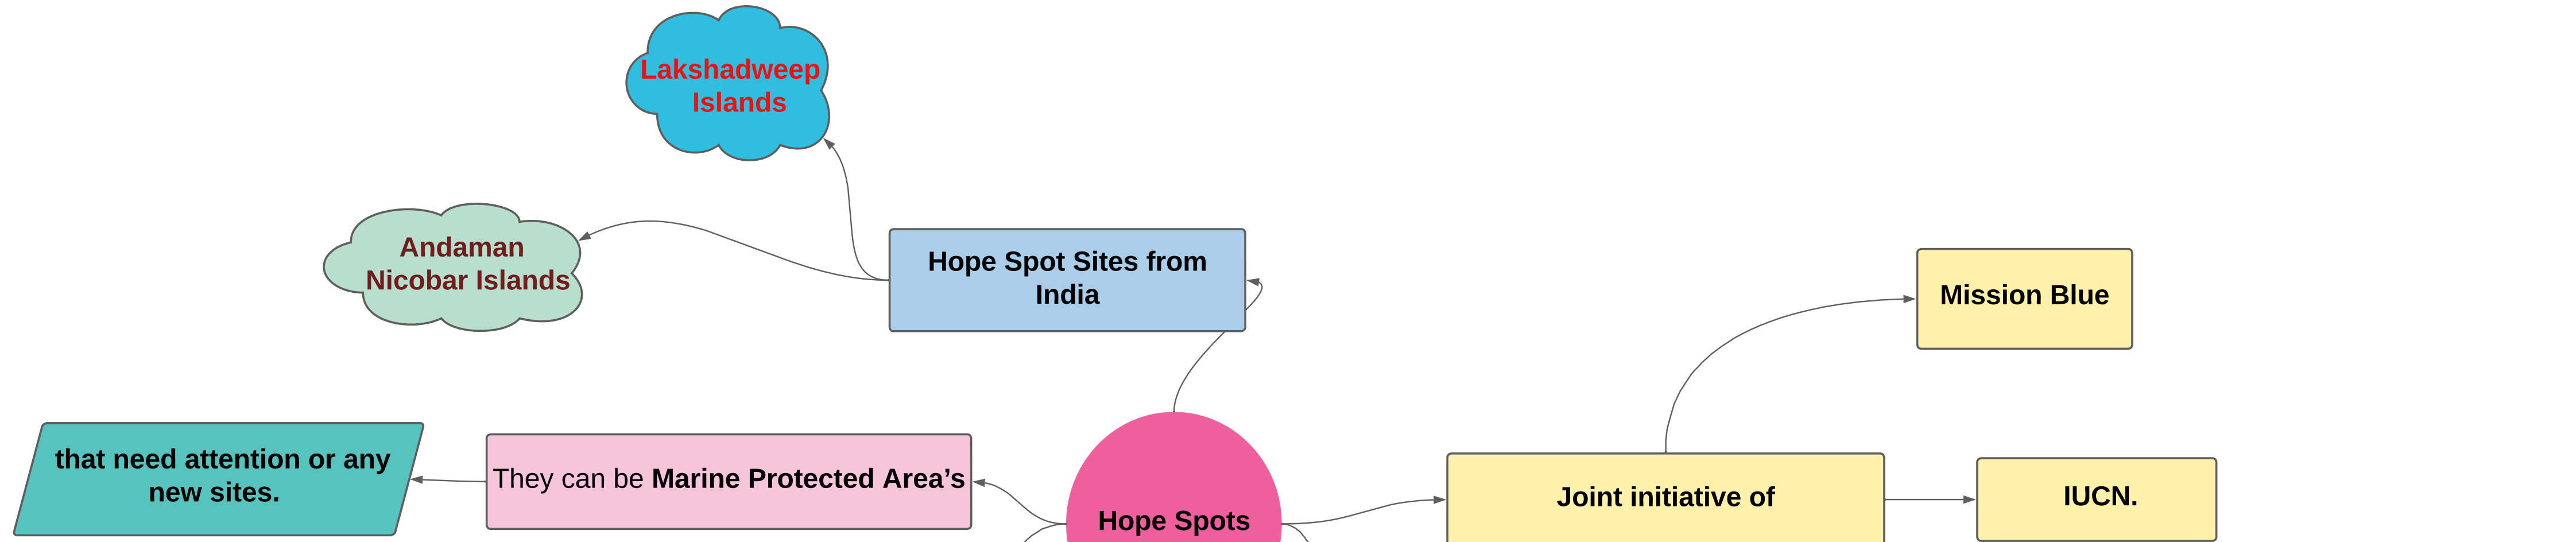 Lakshadweep
Islands
Andaman
Nicobar Islands
Hope Spot Sites from
India
Mission Blue
that need attention or any
new sites.
They can be Marine Protected Area’s
Hope Spots
Joint initiative of
IUCN.